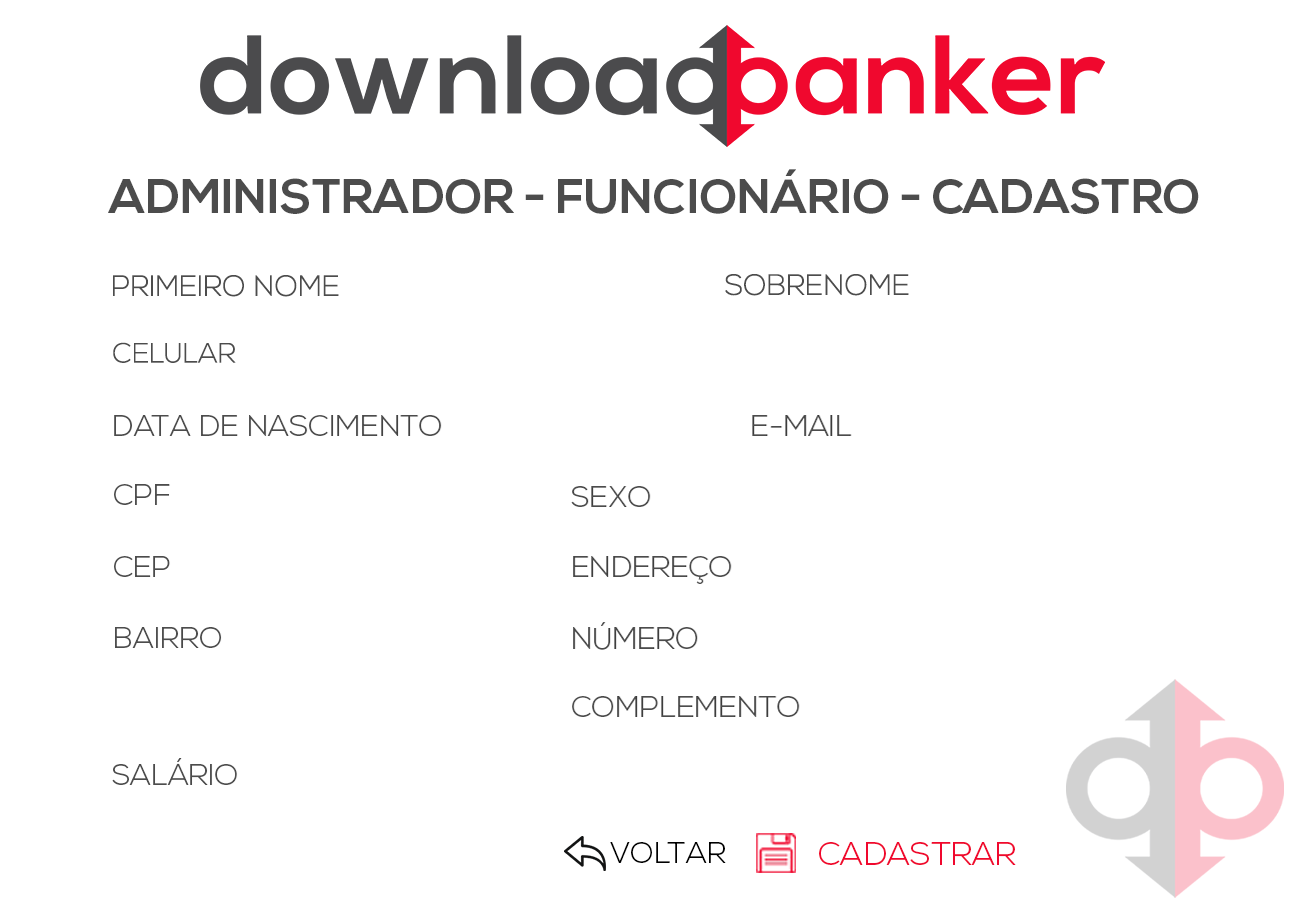 downloadbanker
ADMINISTRADOR - FUNCIONÁRIO - CADASTRO
PRIMEIRO NOME SOBRENOME
CELULAR
DATA DE NASCIMENTO E-MAIL
CPF SEXO
CEP ENDEREÇO
BAIRRO NÚMERO
COMPLEMENTO
SALÁRIO
VOLTAR CADASTRAR